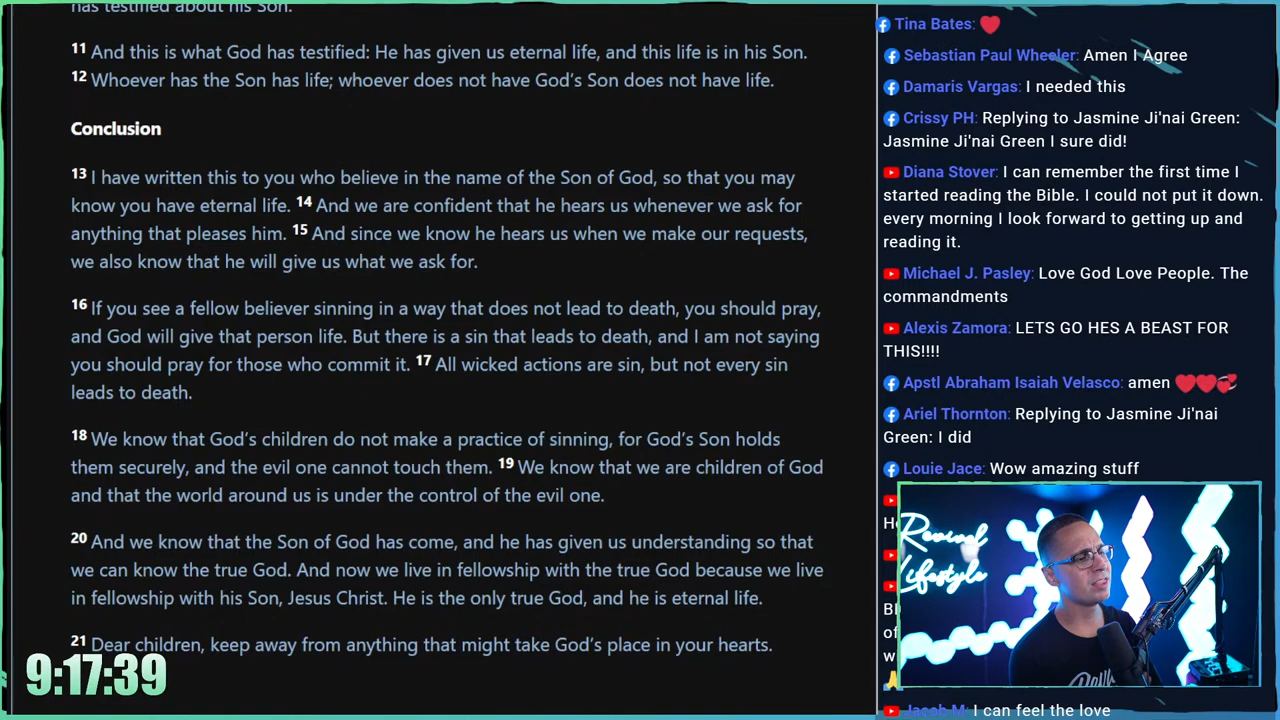 has testified about his Son.
11 And this is what God has testified: He has given us eternal life, and this life is in his Son.
12 Whoever has the Son has life; whoever does not have God’s Son does not have life.
Conclusion
13 I have written this to you who believe in the name of the Son of God, so that you may
know you have eternal life. 14 And we are confident that he hears us whenever we ask for
anything that pleases him. 15 And since we know he hears us when we make our requests,
we also know that he will give us what we ask for.
16 If you see a fellow believer sinning in a way that does not lead to death, you should pray,
and God will give that person life. But there is a sin that leads to death, and I am not saying
you should pray for those who commit it. 17 All wicked actions are sin, but not every sin
leads to death.
18 We know that God’s children do not make a practice of sinning, for God’s Son holds
them securely, and the evil one cannot touch them. 19 We know that we are children of God
and that the world around us is under the control of the evil one.
20 And we know that the Son of God has come, and he has given us understanding so that
we can know the true God. And now we live in fellowship with the true God because we live
in fellowship with his Son, Jesus Christ. He is the only true God, and he is eternal life.
21 Dear children, keep away from anything that might take God’s place in your hearts.
9:17:39
Tina Bates: ❤️
Sebastian Paul Wheeler: Amen I Agree
Damaris Vargas: I needed this
Crissy PH: Replying to Jasmine Ji'nai Green:
Jasmine Ji'nai Green I sure did!
Diana Stover: I can remember the first time I
started reading the Bible. I could not put it down.
every morning I look forward to getting up and
reading it.
Michael J. Pasley: Love God Love People. The
commandments
Alexis Zamora: LETS GO HES A BEAST FOR
THIS!!!!
Apstl Abraham Isaiah Velasco: amen ❤️❤️💞
Ariel Thornton: Replying to Jasmine Ji'nai
Green: I did
Louie Jace: Wow amazing stuff
Revival
Lifestyle
Jacob M: I can feel the love